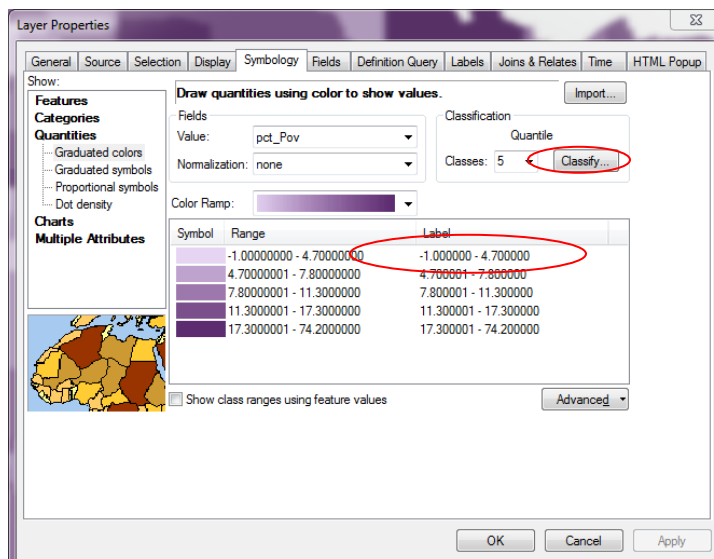 Layer Properties
General Source Selection Display Symbology Fields Definition Query Labels Joins & Relates Time HTML Popup
Show:
Features
Categories
Quantities
Graduated colors
Graduated symbols
Proportional symbols
Dot density
Charts
Multiple Attributes
Draw quantities using color to show values.
Import...
Fields
Value: pct_Pov
Normalization: none
Classification
Quantile
Classes: 5 Classify...
Color Ramp:
Symbol Range Label
-1.00000000 - 4.70000000 -1.000000 - 4.700000
4.70000001 - 7.80000000 4.700001 - 7.800000
7.80000001 - 11.3000000 7.800001 - 11.300000
11.3000001 - 17.3000000 11.300001 - 17.300000
17.3000001 - 74.2000000 17.300001 - 74.200000
Show class ranges using feature values
Advanced
OK Cancel Apply